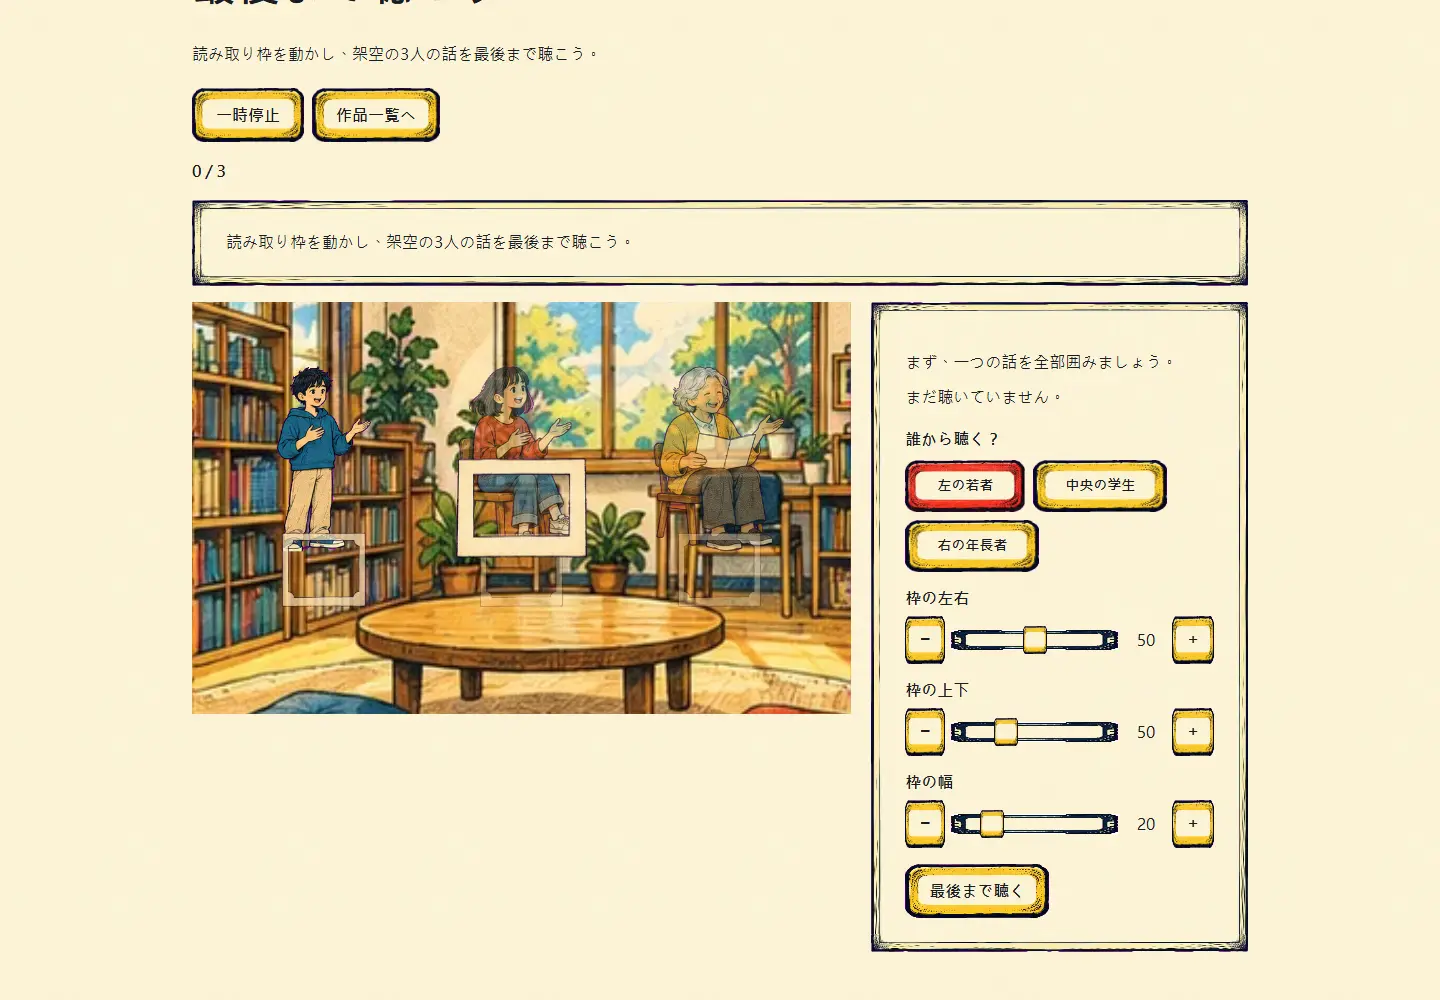 読み取り枠を動かし、架空の3人の話を最後まで聴こう。
一時停止
作品一覧へ
0 / 3
読み取り枠を動かし、架空の3人の話を最後まで聴こう。
まず、一つの話を全部囲みましょう。
まだ聴いていません。
誰から聴く？
左の若者
中央の学生
右の年長者
枠の左右
− 50 +
枠の上下
− 50 +
枠の幅
− 20 +
最後まで聴く